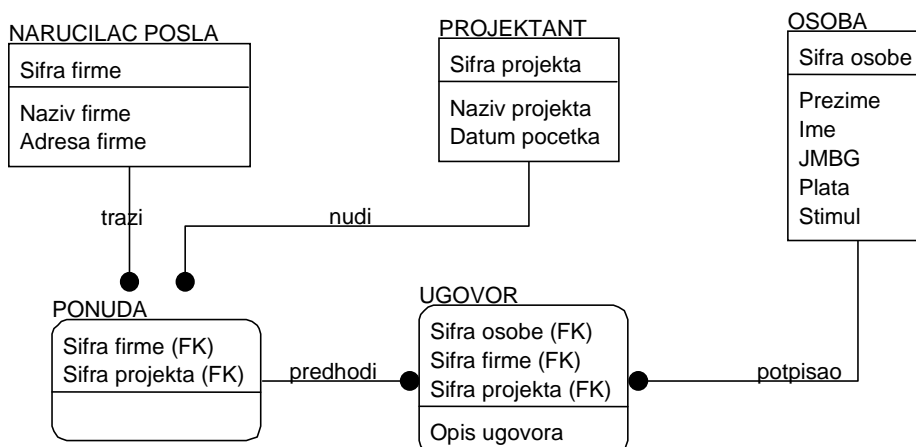 NARUCILAC POSLA
Sifra firme
Naziv firme
Adresa firme
PROJEKTANT
Sifra projekta
Naziv projekta
Datum pocetka
OSOBA
Sifra osobe
Prezime
Ime
JMBG
Plata
Stimul
trazi
nudi
PONUDA
Sifra firme (FK)
Sifra projekta (FK)
predhodi
UGOVOR
Sifra osobe (FK)
Sifra firme (FK)
Sifra projekta (FK)
Opis ugovora
potpisao